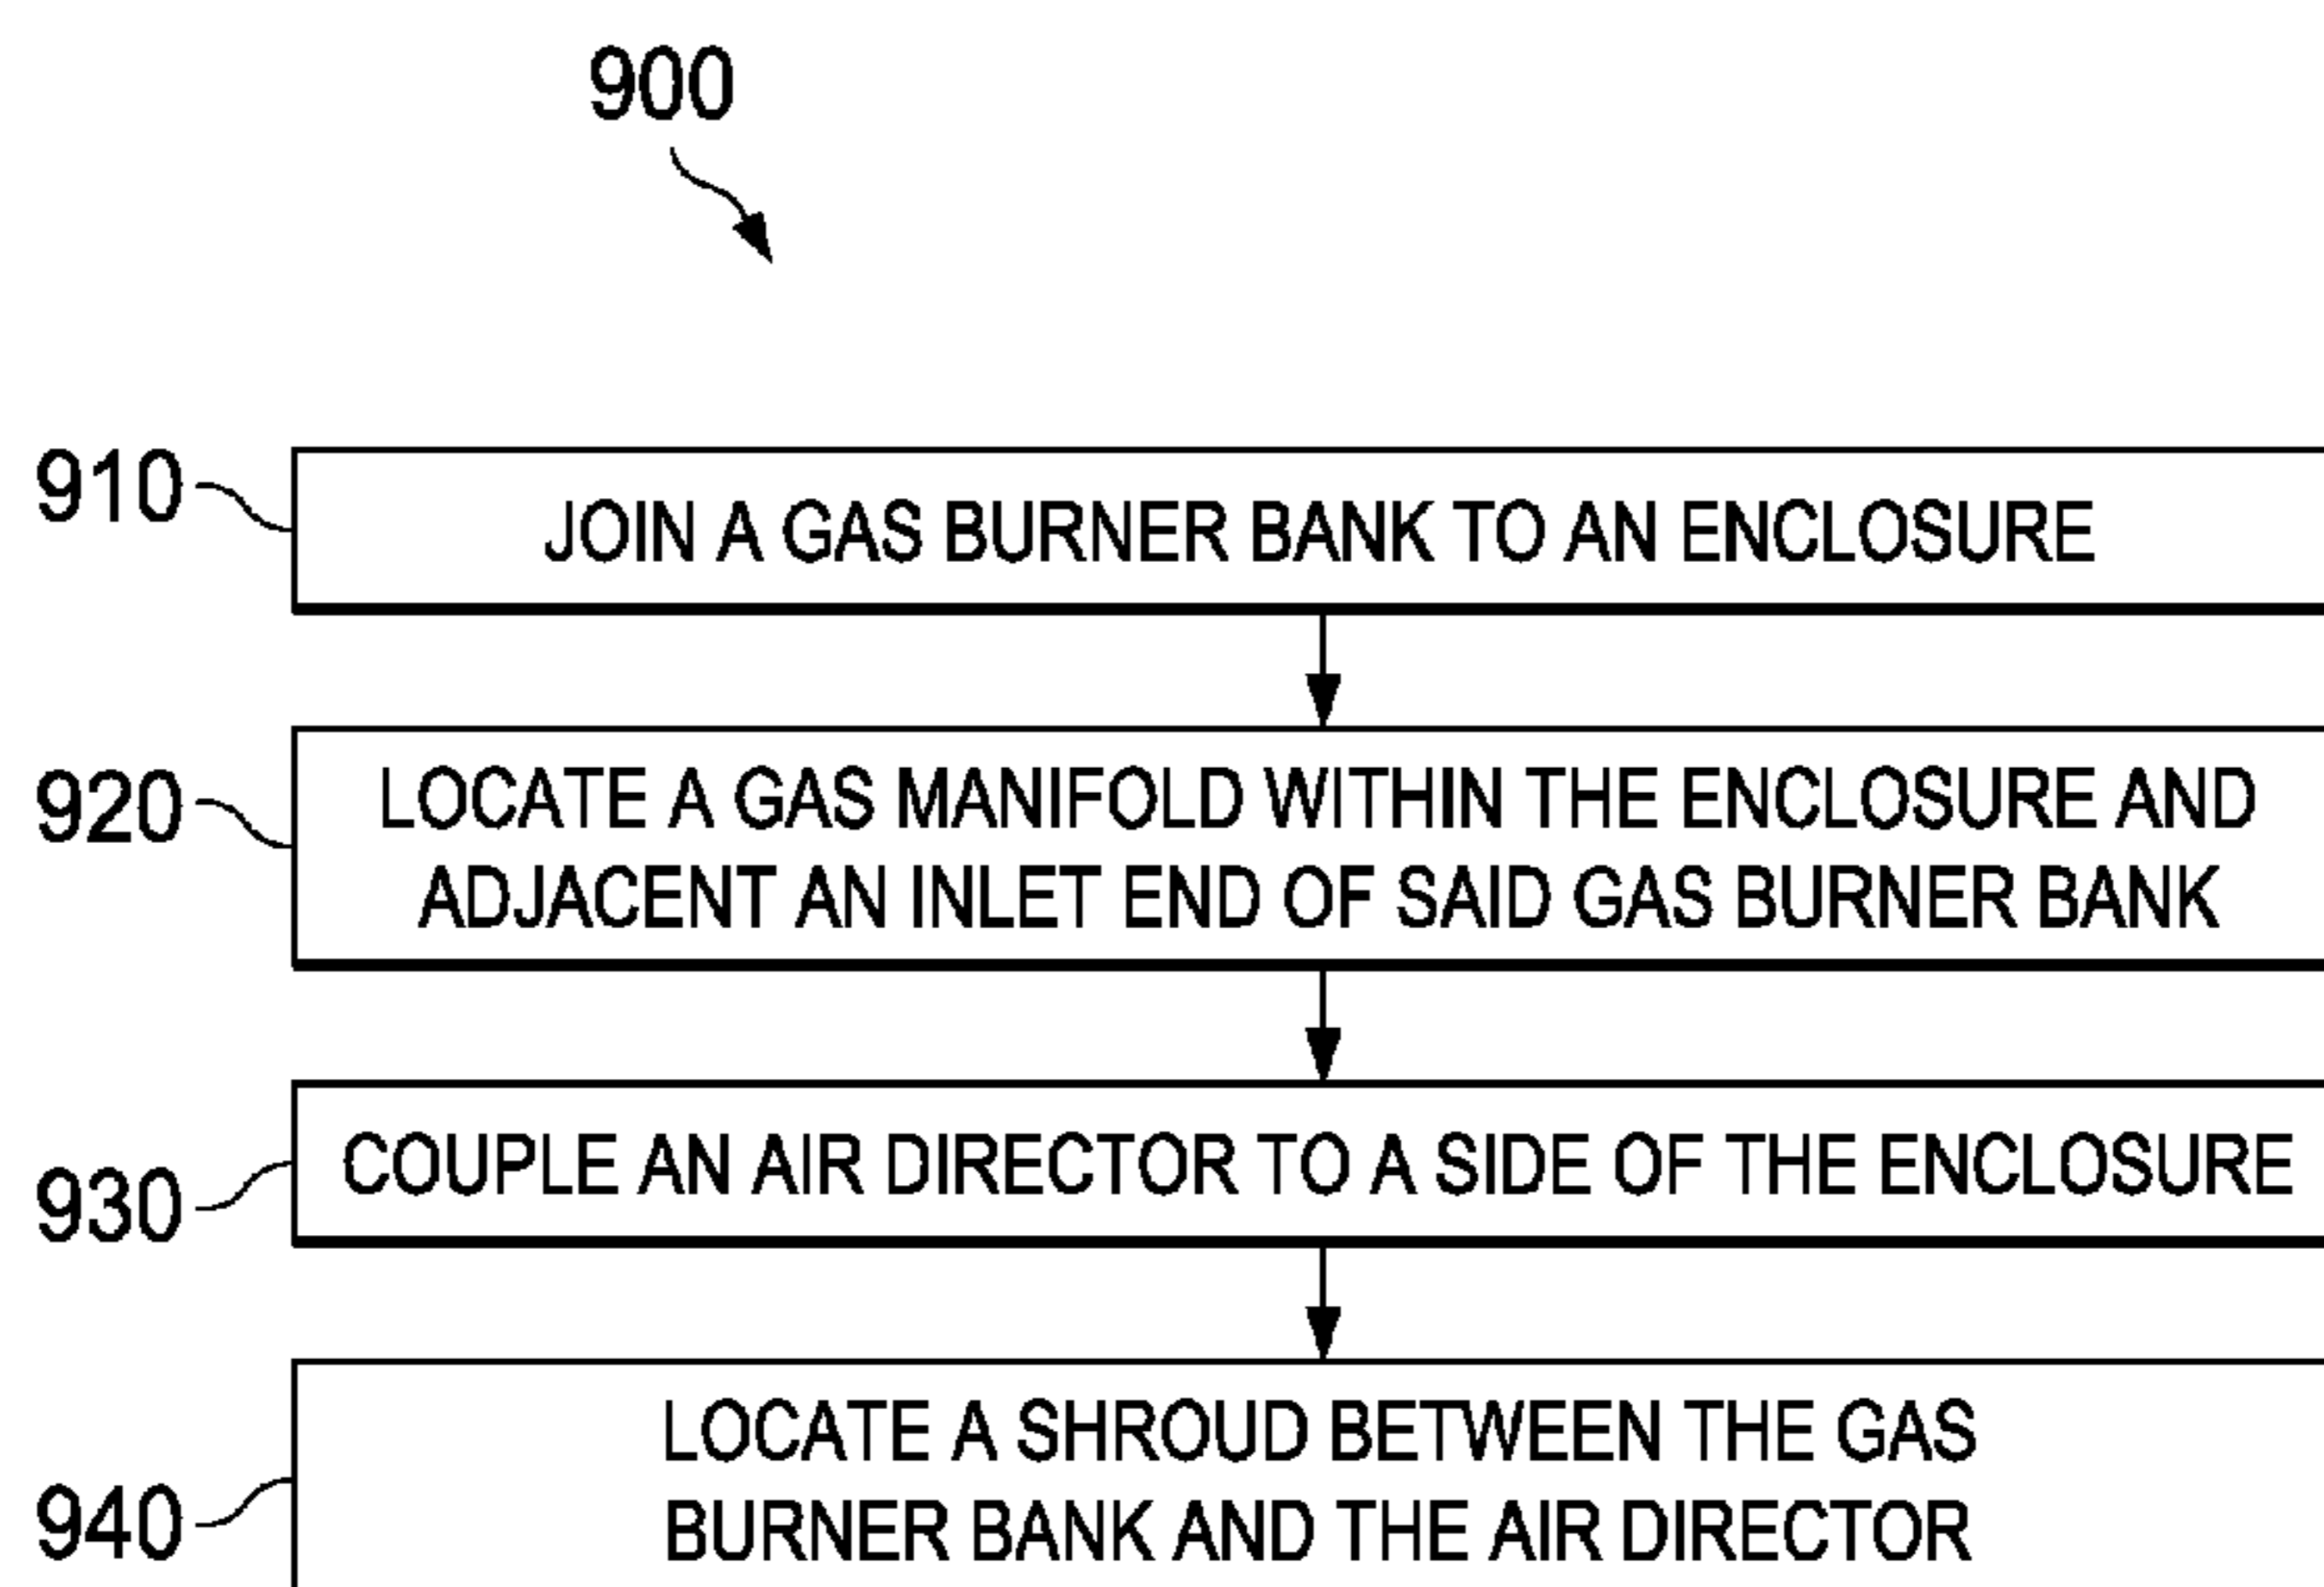 900
910
JOIN A GAS BURNER BANK TO AN ENCLOSURE
920
LOCATE A GAS MANIFOLD WITHIN THE ENCLOSURE AND
ADJACENT AN INLET END OF SAID GAS BURNER BANK
930
COUPLE AN AIR DIRECTOR TO A SIDE OF THE ENCLOSURE
940
LOCATE A SHROUD BETWEEN THE GAS
BURNER BANK AND THE AIR DIRECTOR